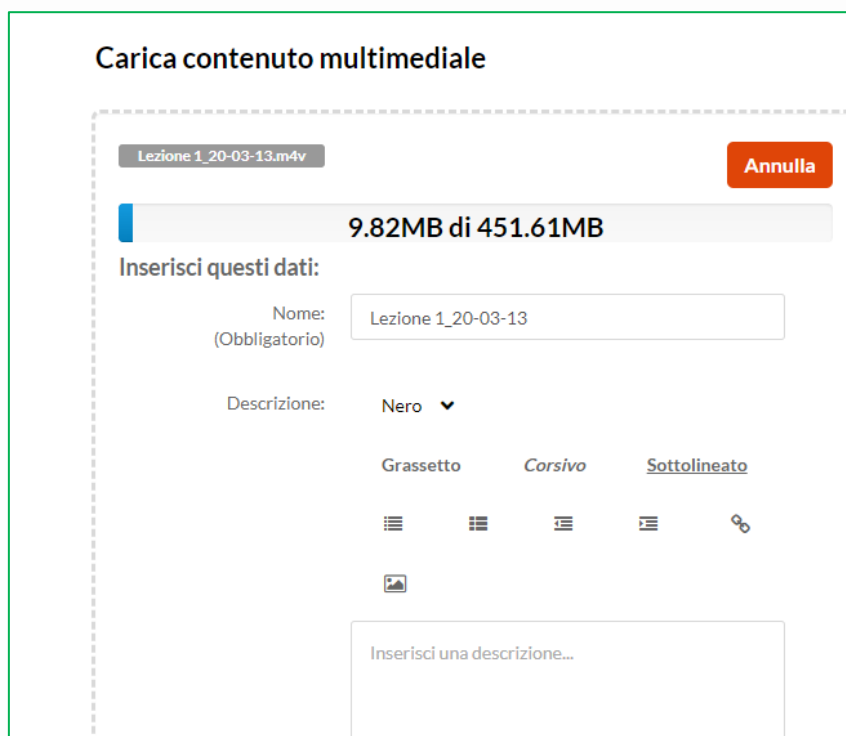 Carica contenuto multimediale
Lezione 1_20-03-13.m4v
Annulla
9.82MB di 451.61MB
Inserisci questi dati:
Nome:
(Obbligatorio)
Lezione 1_20-03-13
Descrizione:
Nero
Grassetto Corsivo Sottolineato
Inserisci una descrizione...